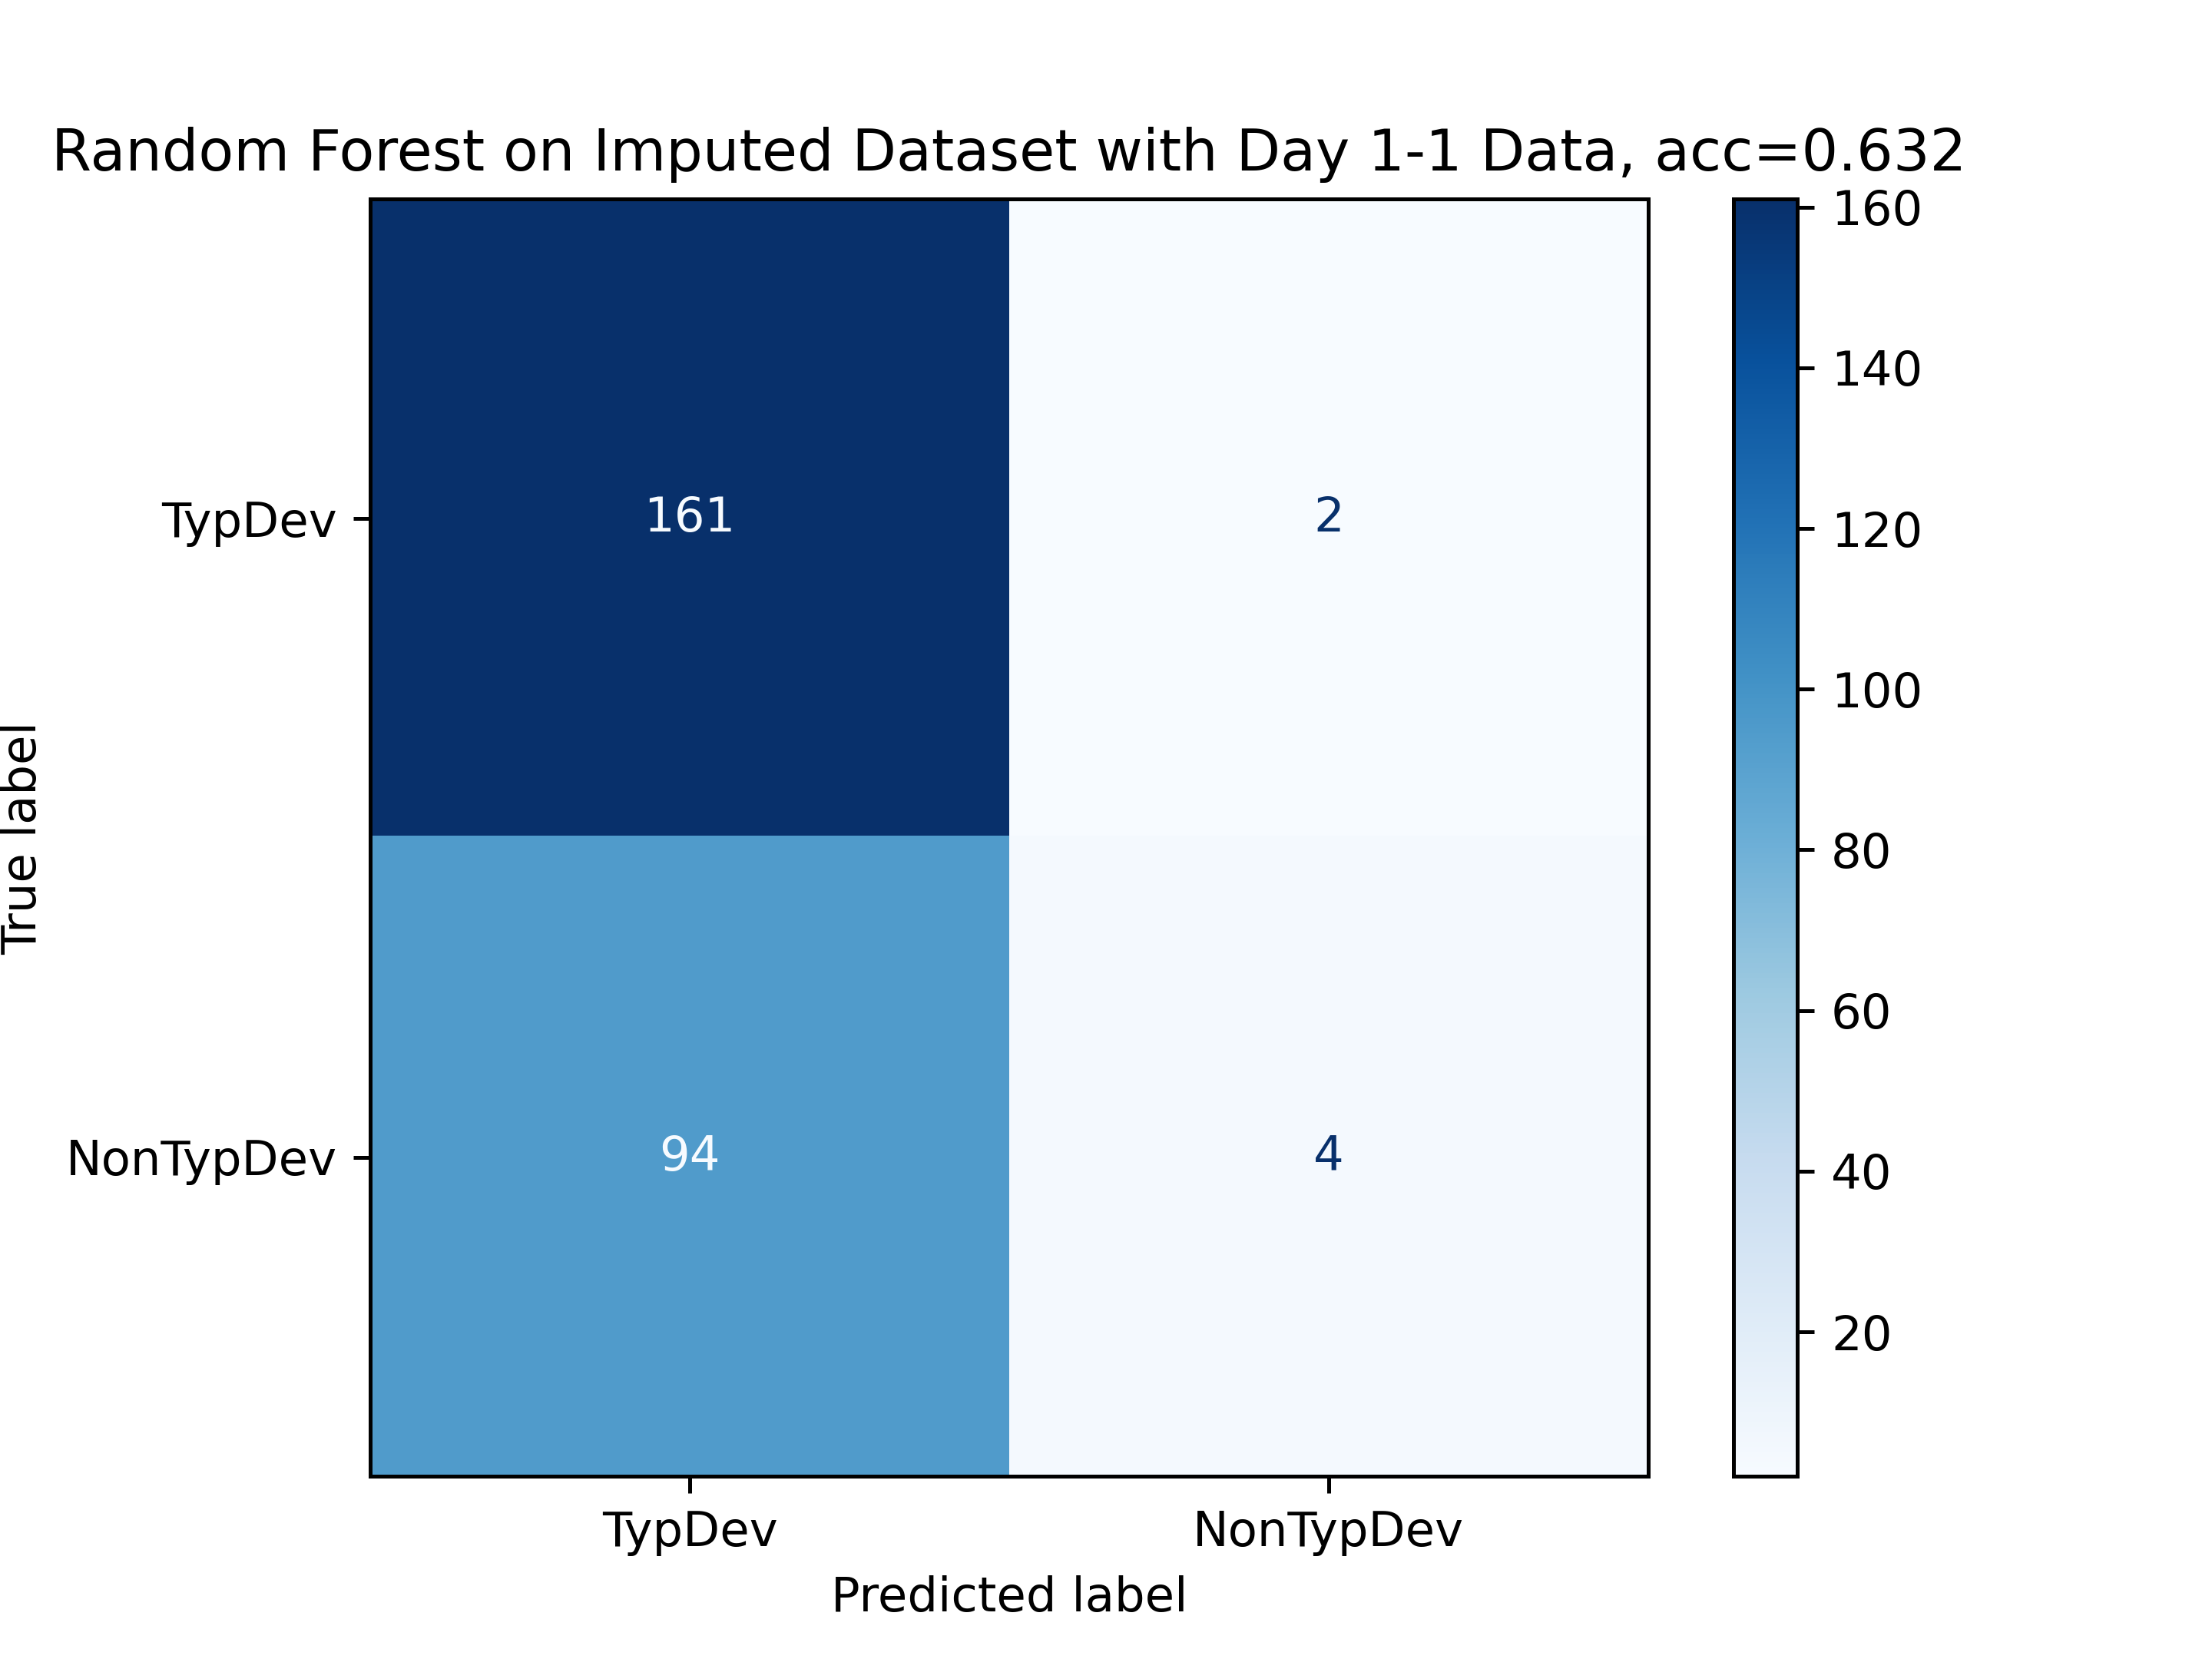 Random Forest on Imputed Dataset with Day 1-1 Data, acc=0.632
160
140
120
100
80
60
40
20
True label
TypDev
161
2
NonTypDev
94
4
TypDev
NonTypDev
Predicted label